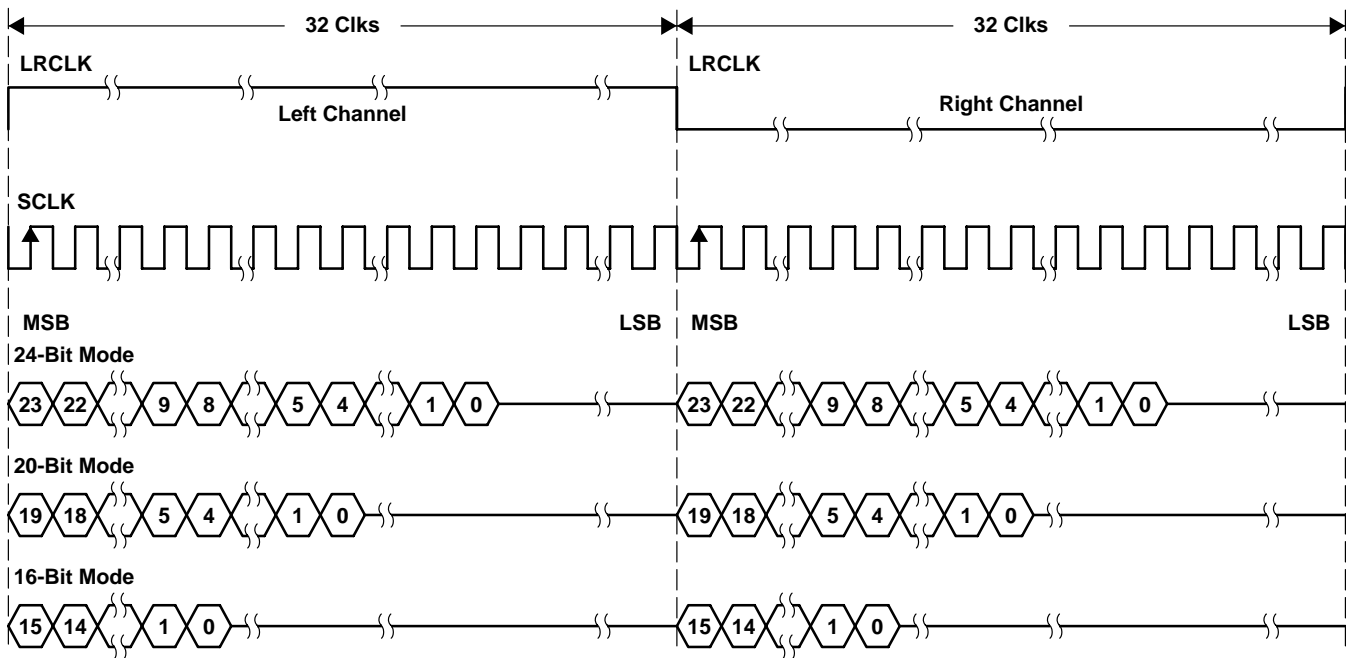 32 Clks 32 Clks
LRCLK LRCLK
Left Channel Right Channel
SCLK
MSB LSB MSB LSB
24-Bit Mode
23 22 9 8 5 4 1 0 23 22 9 8 5 4 1 0
20-Bit Mode
19 18 5 4 1 0 19 18 5 4 1 0
16-Bit Mode
15 14 1 0 15 14 1 0